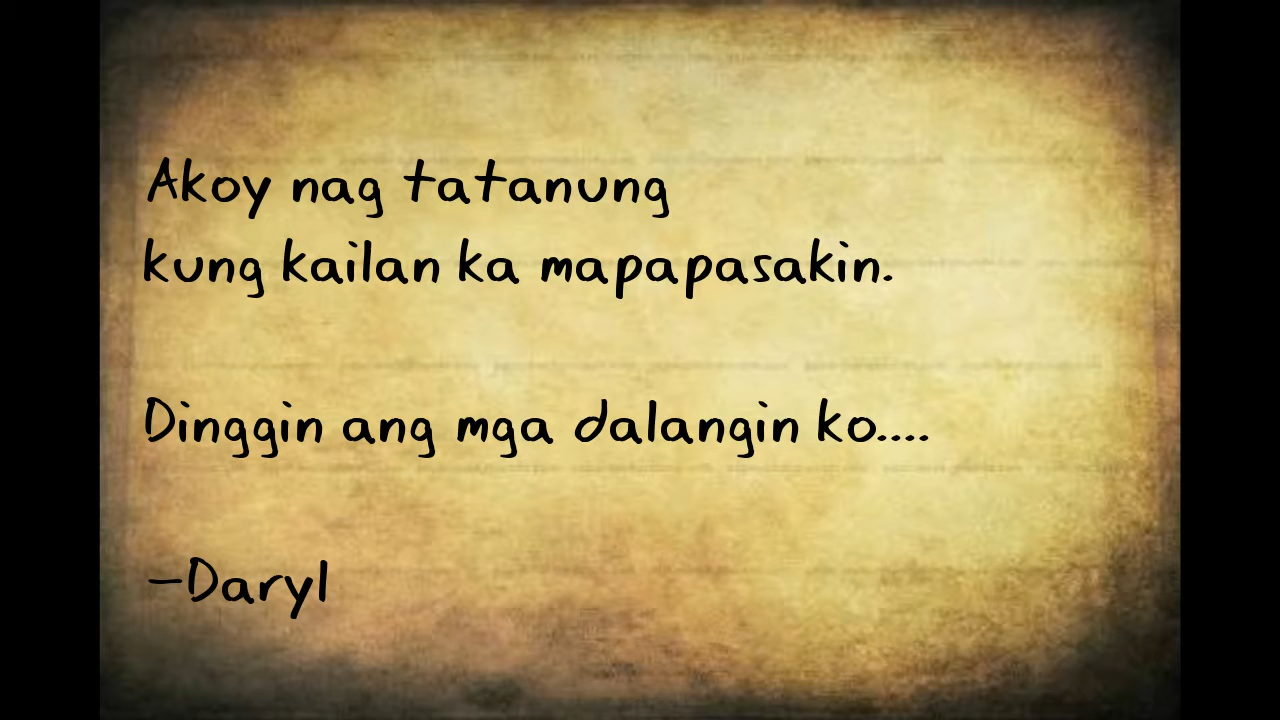 Akoy nag tatanung
kung kailan ka mapapasakin.
Dinggin ang mga dalangin ko....
-Daryl